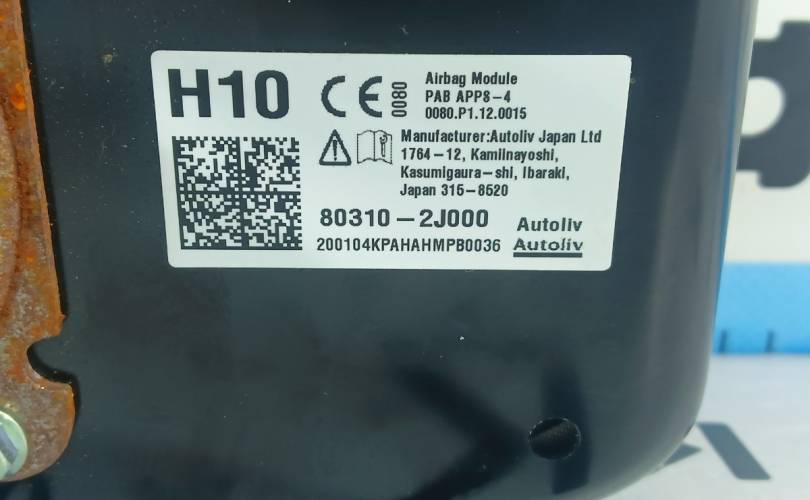 H10
CE 0080
Airbag Module
PAB APP8-4
0080.P1.12.0015
Manufacturer:Autoliv Japan Ltd
1764-12, Kamiinayoshi,
Kasumigaura-shi, Ibaraki,
Japan 315-8520
80310-2J000
Autoliv
200104KPAHAHMPB0036
Autoliv